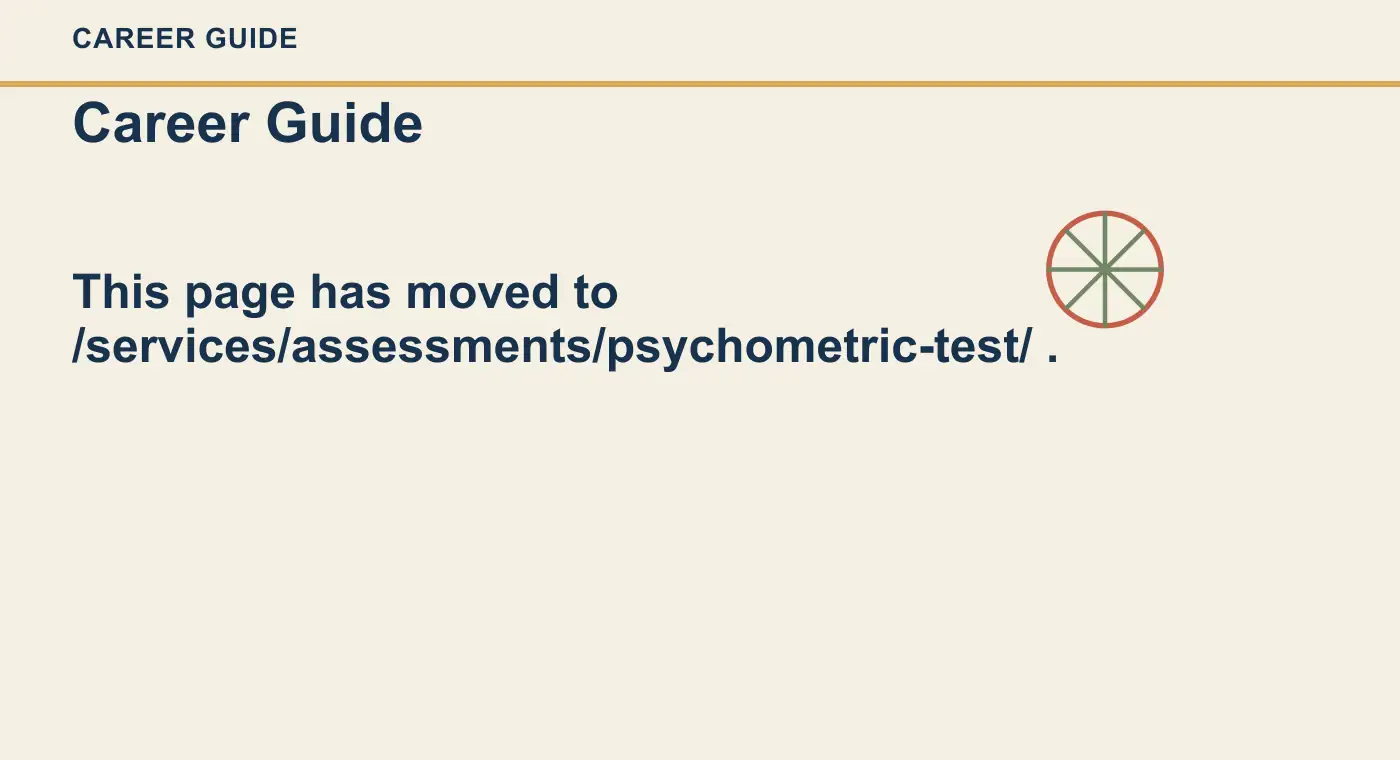 CAREER GUIDE
Career Guide
This page has moved to
/services/assessments/psychometric-test/ .